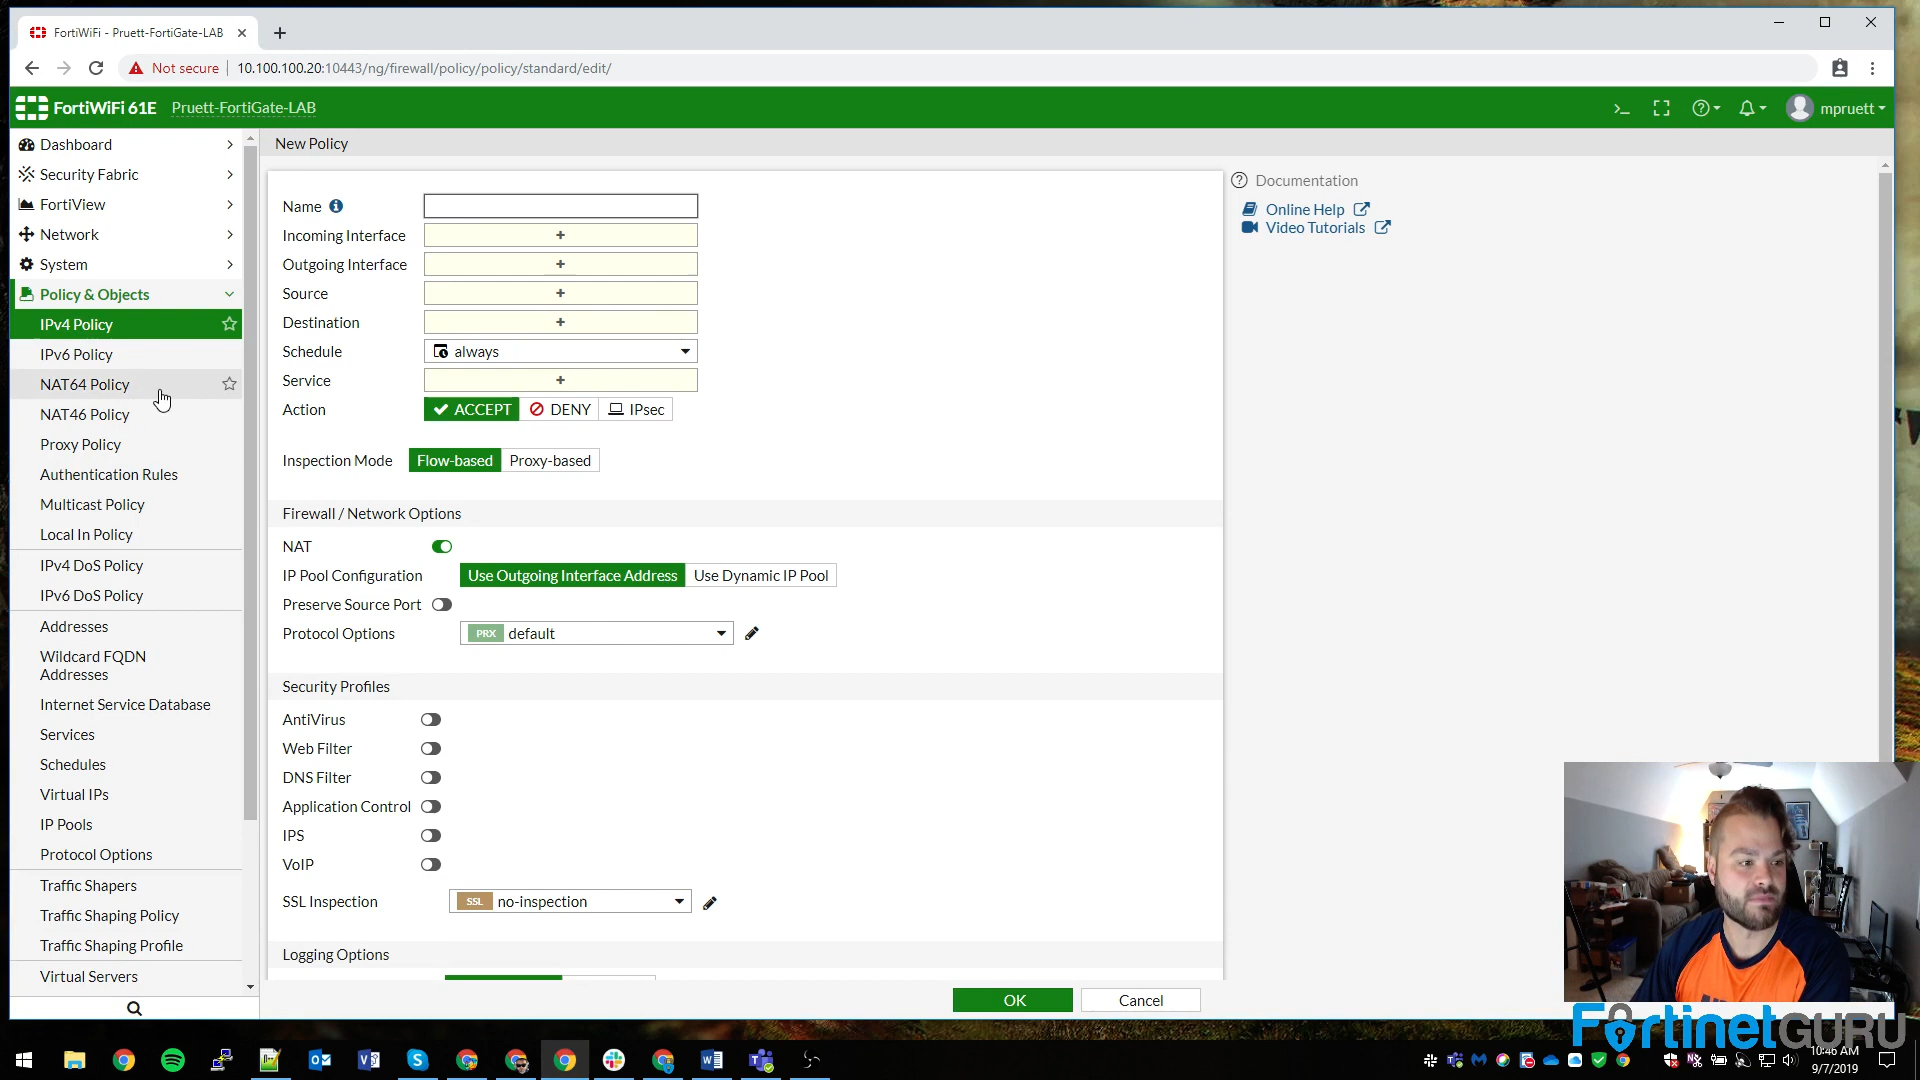 FortiWiFi - Pruett-FortiGate-LAB
Not secure
10.100.100.20:10443/ng/firewall/policy/policy/standard/edit/
FortiWiFi 61E
Pruett-FortiGate-LAB
mpruett
Dashboard
Security Fabric
FortiView
Network
System
Policy & Objects
IPv4 Policy
IPv6 Policy
NAT64 Policy
NAT46 Policy
Proxy Policy
Authentication Rules
Multicast Policy
Local In Policy
IPv4 DoS Policy
IPv6 DoS Policy
Addresses
Wildcard FQDN
Addresses
Internet Service Database
Services
Schedules
Virtual IPs
IP Pools
Protocol Options
Traffic Shapers
Traffic Shaping Policy
Traffic Shaping Profile
Virtual Servers
New Policy
Name
Incoming Interface
Outgoing Interface
Source
Destination
Schedule always
Service
Action ACCEPT DENY IPsec
Inspection Mode Flow-based Proxy-based
Firewall / Network Options
NAT
IP Pool Configuration Use Outgoing Interface Address Use Dynamic IP Pool
Preserve Source Port
Protocol Options PRX default
Security Profiles
AntiVirus
Web Filter
DNS Filter
Application Control
IPS
VoIP
SSL Inspection SSL no-inspection
Logging Options
OK Cancel
Documentation
Online Help
Video Tutorials
FortinetGURU
10:46 AM
9/7/2019